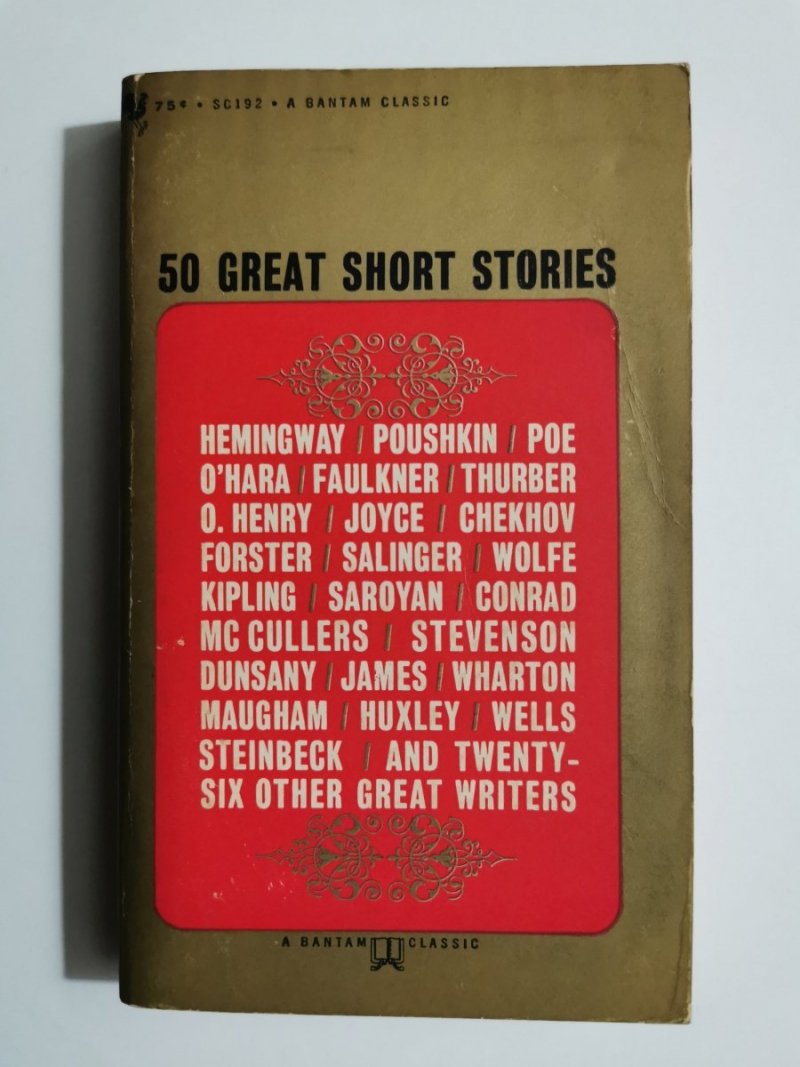 75¢ • SC192 • A BANTAM CLASSIC
50 GREAT SHORT STORIES
HEMINGWAY / POUSHKIN / POE
O'HARA / FAULKNER / THURBER
O. HENRY / JOYCE / CHEKHOV
FORSTER / SALINGER / WOLFE
KIPLING / SAROYAN / CONRAD
MC CULLERS / STEVENSON
DUNSANY / JAMES / WHARTON
MAUGHAM / HUXLEY / WELLS
STEINBECK / AND TWENTY-
SIX OTHER GREAT WRITERS
A BANTAM CLASSIC